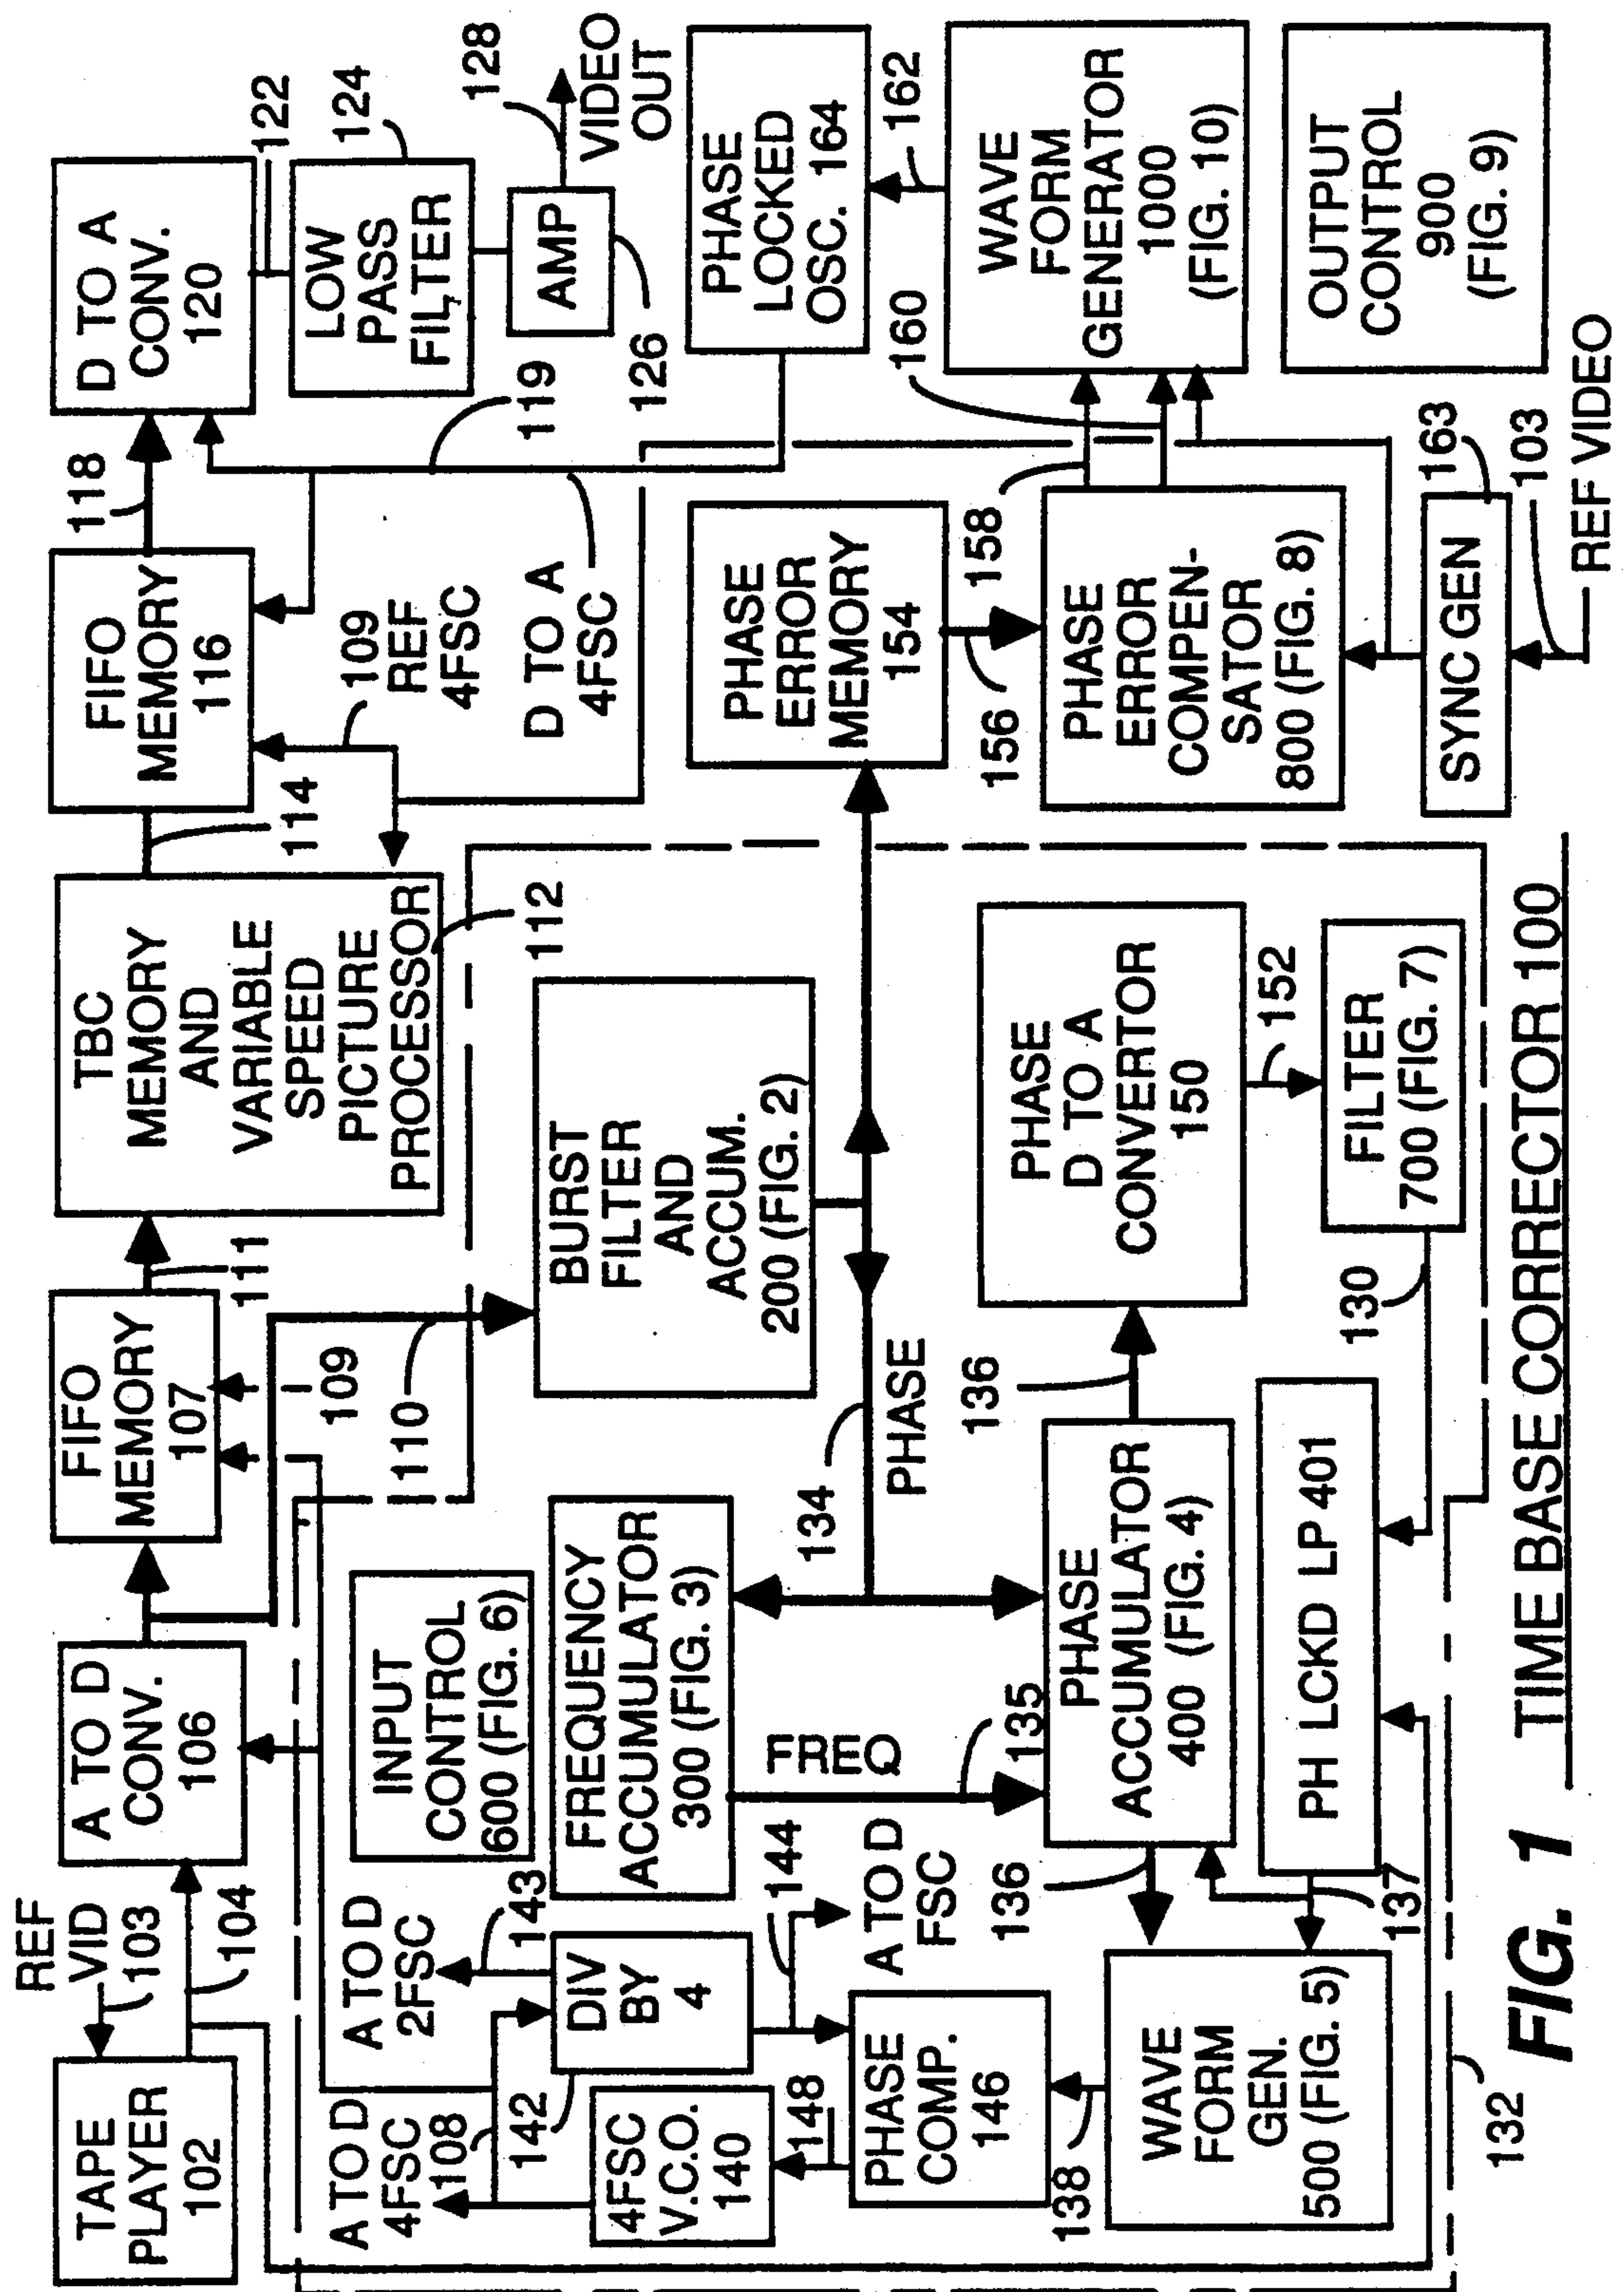 REF
VID
103
104
TAPE
PLAYER
102
A TO D
CONV.
106
FIFO
MEMORY
107
109
110
111
TBC
MEMORY
AND
VARIABLE
SPEED
PICTURE
PROCESSOR
112
114
FIFO
MEMORY
116
118
109
REF
4FSC
D TO A
4FSC
119
D TO A
CONV.
120
122
LOW
PASS
FILTER
124
AMP
126
128
VIDEO
OUT
A TO D
4FSC
108
142
A TO D
2FSC
143
INPUT
CONTROL
600 (FIG. 6)
BURST
FILTER
AND
ACCUM.
200 (FIG. 2)
4FSC
V.C.O.
140
DIV
BY
4
144
A TO D
FSC
148
PHASE
COMP.
146
138
WAVE
FORM
GEN.
500 (FIG. 5)
FREQUENCY
ACCUMULATOR
300 (FIG. 3)
FREQ
135
134
PHASE
136
PHASE
ACCUMULATOR
400 (FIG. 4)
136
137
PH LCKD LP 401
PHASE
D TO A
CONVERTOR
150
152
FILTER
700 (FIG. 7)
130
132
PHASE
ERROR
MEMORY
154
156
158
160
PHASE
ERROR
COMPEN-
SATOR
800 (FIG. 8)
PHASE
LOCKED
OSC. 164
162
WAVE
FORM
GENERATOR
1000
(FIG. 10)
OUTPUT
CONTROL
900
(FIG. 9)
SYNC GEN
163
103
REF VIDEO
FIG. 1 TIME BASE CORRECTOR 100